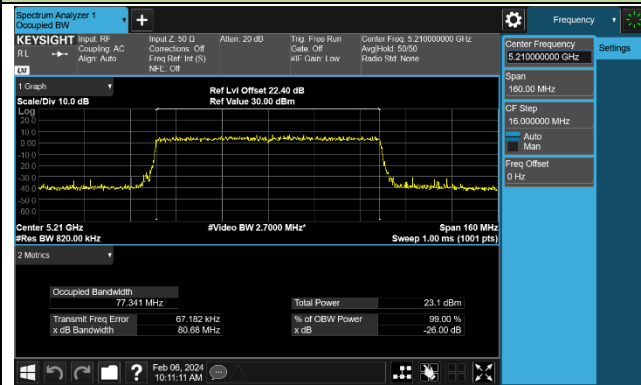 Spectrum Analyzer 1
Occupied BW
+
Frequency
KEYSIGHT
RL
LXI
Input: RF
Coupling: AC
Align: Auto
Input Z: 50 Ω
Corrections: Off
Freq Ref: Int (S)
NFE: Off
Atten: 20 dB
Trig: Free Run
Gate: Off
#IF Gain: Low
Center Freq: 5.210000000 GHz
Avg|Hold: 50/50
Radio Std: None
Center Frequency
5.210000000 GHz
Settings
Span
160.00 MHz
CF Step
16.000000 MHz
Auto
Man
Freq Offset
0 Hz
1 Graph
Scale/Div 10.0 dB
Ref Lvl Offset 22.40 dB
Ref Value 30.00 dBm
Log
20.0
10.0
0.00
-10.0
-20.0
-30.0
-40.0
-50.0
-60.0
Center 5.21 GHz
#Video BW 2.7000 MHz*
Span 160 MHz
#Res BW 820.00 kHz
Sweep 1.00 ms (1001 pts)
2 Metrics
Occupied Bandwidth
77.341 MHz
Total Power
23.1 dBm
Transmit Freq Error
67.182 kHz
% of OBW Power
99.00 %
x dB Bandwidth
80.68 MHz
x dB
-26.00 dB
?
Feb 06, 2024
10:11:11 AM